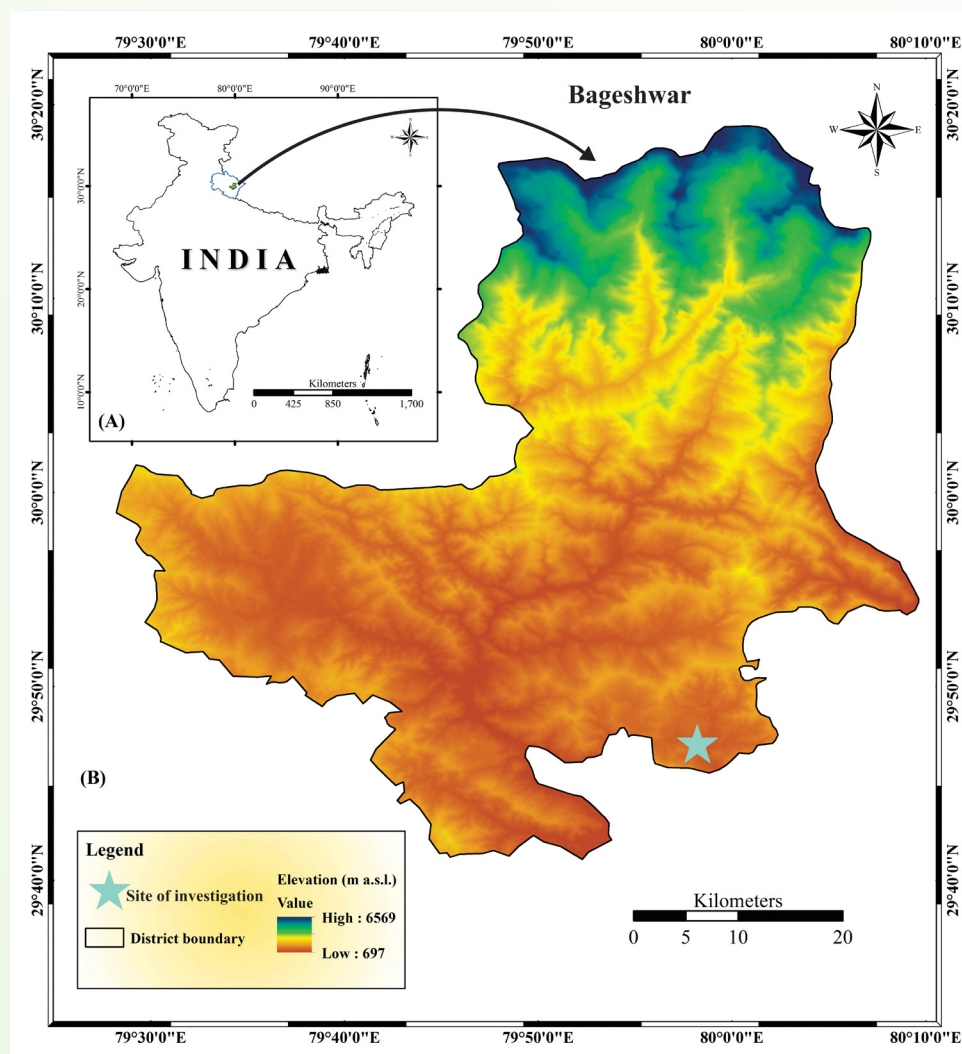 79°30'0"E 79°40'0"E 79°50'0"E 80°0'0"E 80°10'0"E
Bageshwar
N
W E
S
70°0'0"E 80°0'0"E 90°0'0"E
N
W E
S
30°0'0"N
20°0'0"N
10°0'0"N
INDIA
Kilometers
0 425 850 1,700
(A)
30°20'0"N
30°10'0"N
30°0'0"N
29°50'0"N
29°40'0"N
30°20'0"N
30°10'0"N
30°0'0"N
29°50'0"N
29°40'0"N
(B)
Legend
Site of investigation
District boundary
Elevation (m a.s.l.)
Value
High : 6569
Low : 697
Kilometers
0 5 10 20
79°30'0"E 79°40'0"E 79°50'0"E 80°0'0"E 80°10'0"E